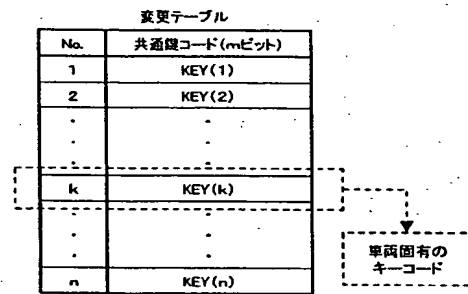 変更テーブル
No. 共通鍵コード(mビット)
1 KEY(1)
2 KEY(2)
k KEY(k)
車両固有の
キーコード
n KEY(n)